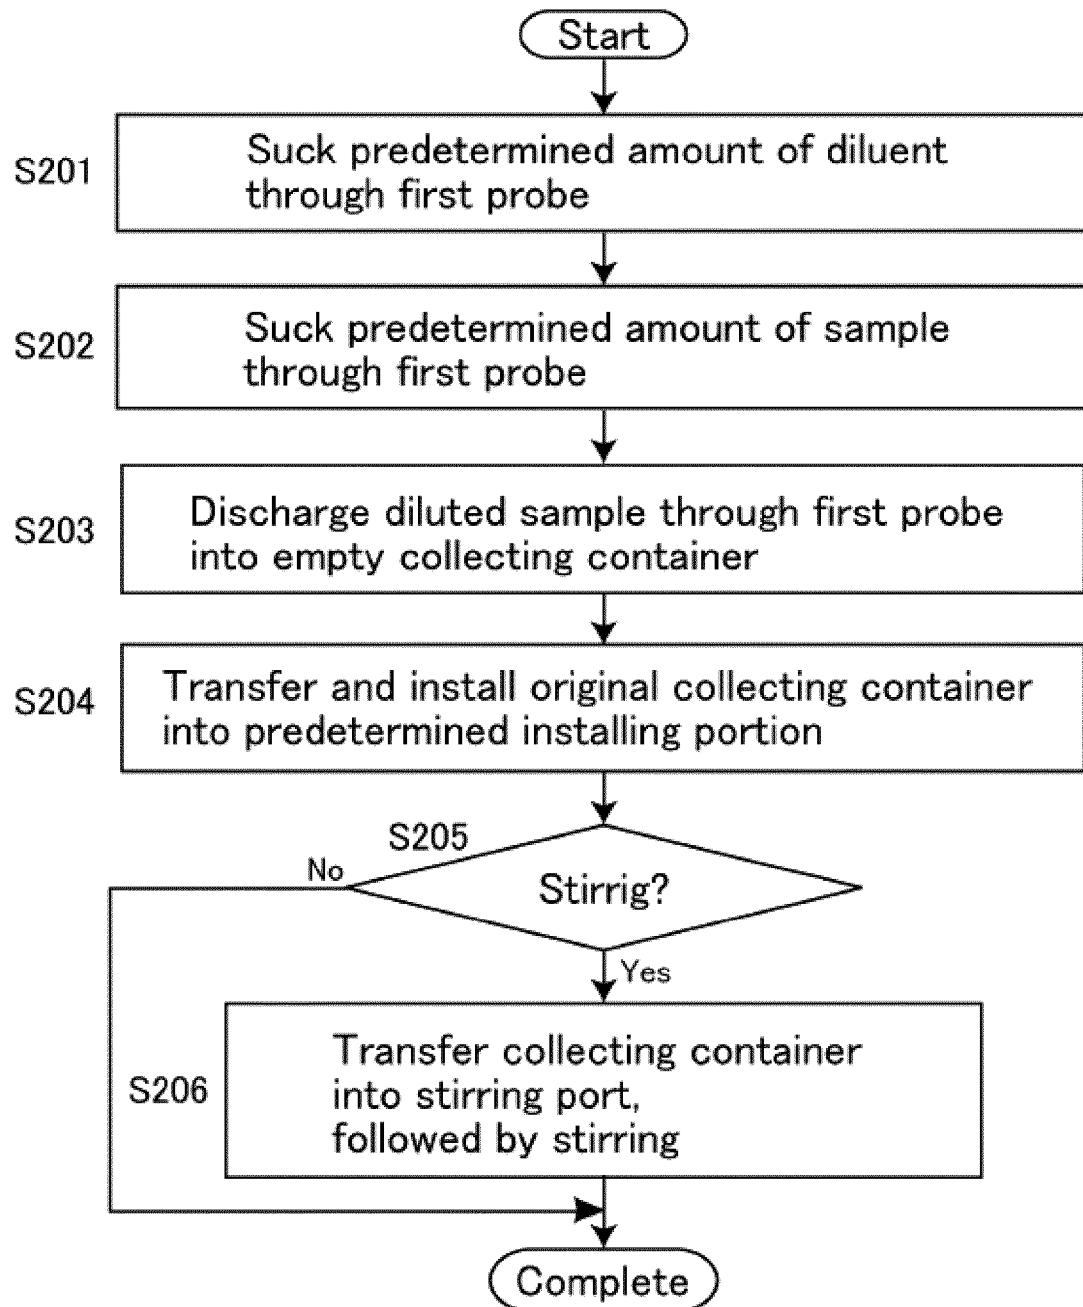 Start
S201
Suck predetermined amount of diluent
through first probe
S202
Suck predetermined amount of sample
through first probe
S203
Discharge diluted sample through first probe
into empty collecting container
S204
Transfer and install original collecting container
into predetermined installing portion
S205
No
Stirrig?
Yes
S206
Transfer collecting container
into stirring port,
followed by stirring
Complete